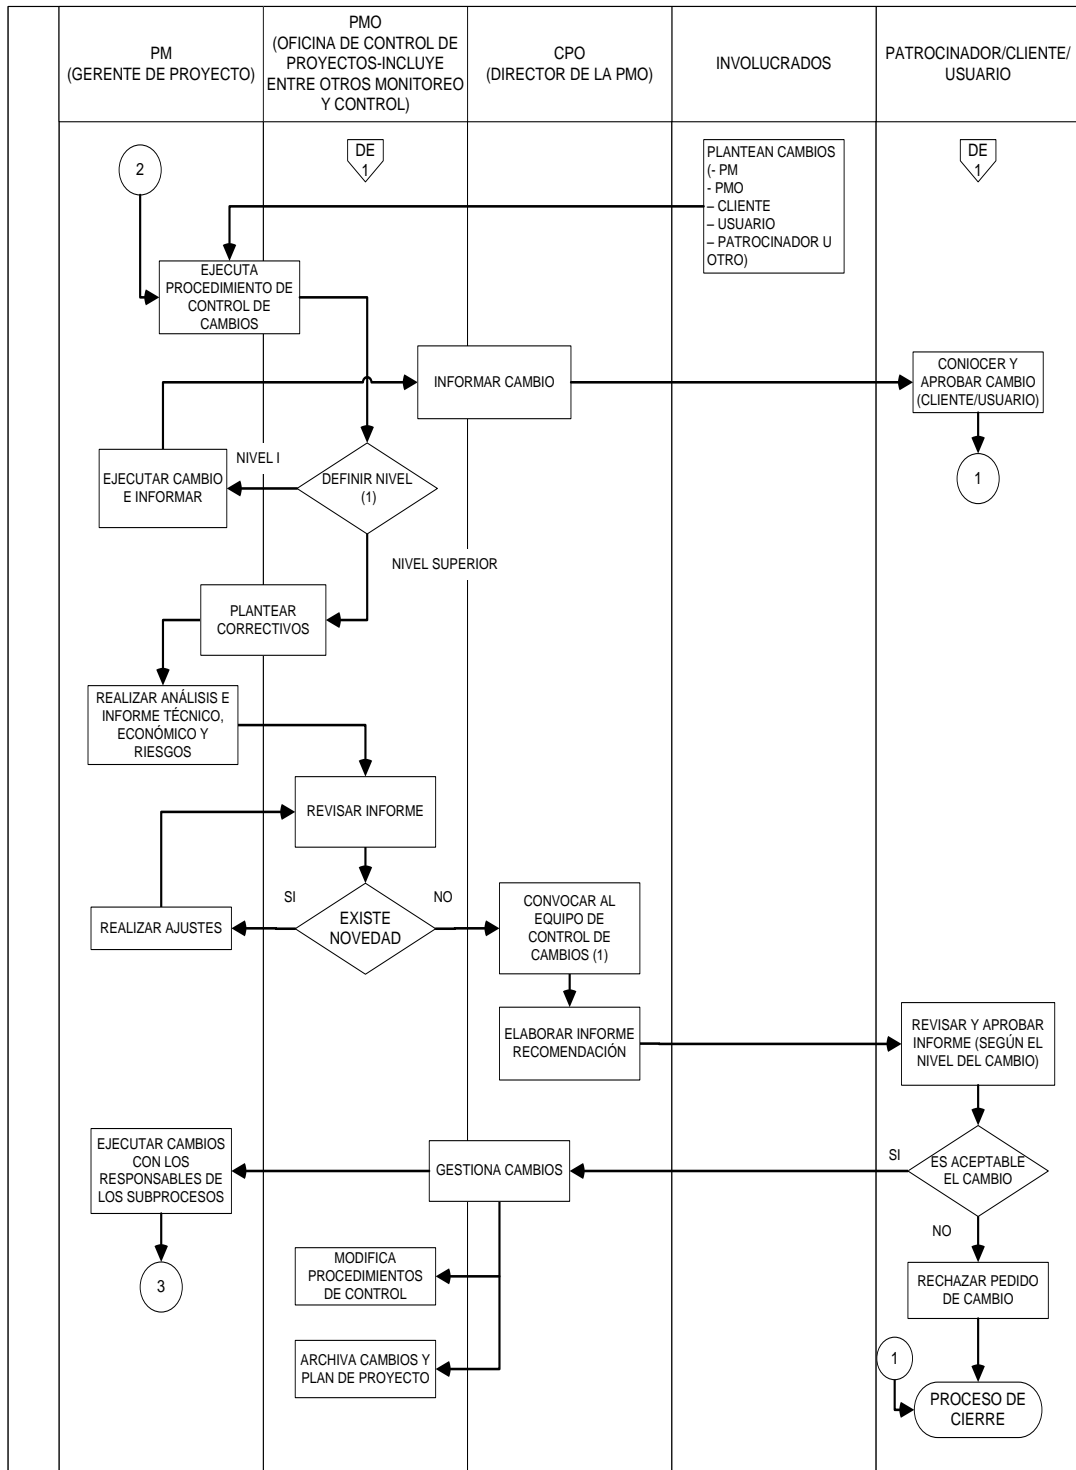 PM
(GERENTE DE PROYECTO)
PMO
(OFICINA DE CONTROL DE
PROYECTOS-INCLUYE
ENTRE OTROS MONITOREO
Y CONTROL)
CPO
(DIRECTOR DE LA PMO)
INVOLUCRADOS
PATROCINADOR/CLIENTE/
USUARIO
2
DE
1
PLANTEAN CAMBIOS
(- PM
- PMO
– CLIENTE
– USUARIO
– PATROCINADOR U
OTRO)
DE
1
EJECUTA
PROCEDIMIENTO DE
CONTROL DE
CAMBIOS
INFORMAR CAMBIO
CONIOCER Y
APROBAR CAMBIO
(CLIENTE/USUARIO)
1
NIVEL I
EJECUTAR CAMBIO
E INFORMAR
DEFINIR NIVEL
(1)
NIVEL SUPERIOR
PLANTEAR
CORRECTIVOS
REALIZAR ANÁLISIS E
INFORME TÉCNICO,
ECONÓMICO Y
RIESGOS
REVISAR INFORME
SI
NO
REALIZAR AJUSTES
EXISTE
NOVEDAD
CONVOCAR AL
EQUIPO DE
CONTROL DE
CAMBIOS (1)
ELABORAR INFORME
RECOMENDACIÓN
REVISAR Y APROBAR
INFORME (SEGÚN EL
NIVEL DEL CAMBIO)
EJECUTAR CAMBIOS
CON LOS
RESPONSABLES DE
LOS SUBPROCESOS
GESTIONA CAMBIOS
SI
ES ACEPTABLE
EL CAMBIO
NO
3
MODIFICA
PROCEDIMIENTOS
DE CONTROL
RECHAZAR PEDIDO
DE CAMBIO
ARCHIVA CAMBIOS Y
PLAN DE PROYECTO
1
PROCESO DE
CIERRE